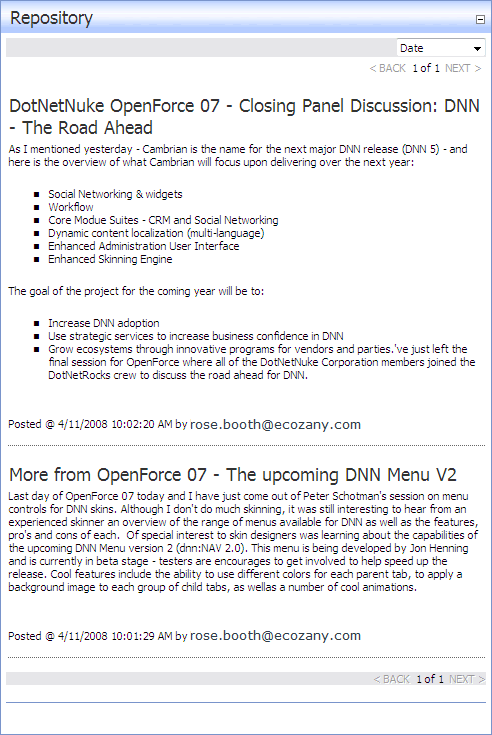 Repository
Date
< BACK 1 of 1 NEXT >
DotNetNuke OpenForce 07 - Closing Panel Discussion: DNN
- The Road Ahead
As I mentioned yesterday - Cambrian is the name for the next major DNN release (DNN 5) - and
here is the overview of what Cambrian will focus upon delivering over the next year:
■ Social Networking & widgets
■ Workflow
■ Core Modue Suites - CRM and Social Networking
■ Dynamic content localization (multi-language)
■ Enhanced Administration User Interface
■ Enhanced Skinning Engine
The goal of the project for the coming year will be to:
■ Increase DNN adoption
■ Use strategic services to increase business confidence in DNN
■ Grow ecosystems through innovative programs for vendors and parties.'ve just left the
final session for OpenForce where all of the DotNetNuke Corporation members joined the
DotNetRocks crew to discuss the road ahead for DNN.
Posted @ 4/11/2008 10:02:20 AM by rose.booth@ecozany.com
More from OpenForce 07 - The upcoming DNN Menu V2
Last day of OpenForce 07 today and I have just come out of Peter Schotman's session on menu
controls for DNN skins. Although I don't do much skinning, it was still interesting to hear from an
experienced skinner an overview of the range of menus available for DNN as well as the features,
pro's and cons of each.  Of special interest to skin designers was learning about the capabilities of
the upcoming DNN Menu version 2 (dnn:NAV 2.0). This menu is being developed by Jon Henning
and is currently in beta stage - testers are encourages to get involved to help speed up the
release. Cool features include the ability to use different colors for each parent tab, to apply a
background image to each group of child tabs, as wellas a number of cool animations.
Posted @ 4/11/2008 10:01:29 AM by rose.booth@ecozany.com
< BACK 1 of 1 NEXT >